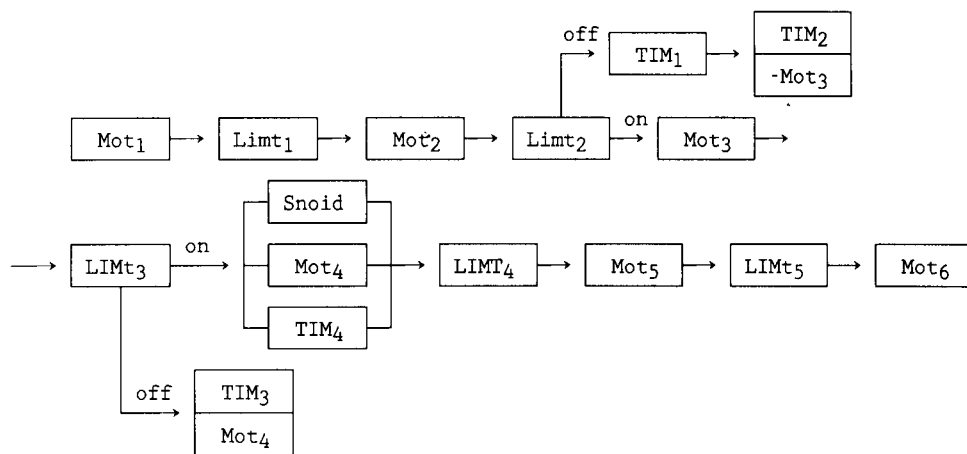 off
TIM₁
TIM₂
-Mot₃
Mot₁
Limt₁
Mot₂
Limt₂
on
Mot₃
LIMt₃
on
Snoid
Mot₄
TIM₄
LIMT₄
Mot₅
LIMt₅
Mot₆
off
TIM₃
Mot₄